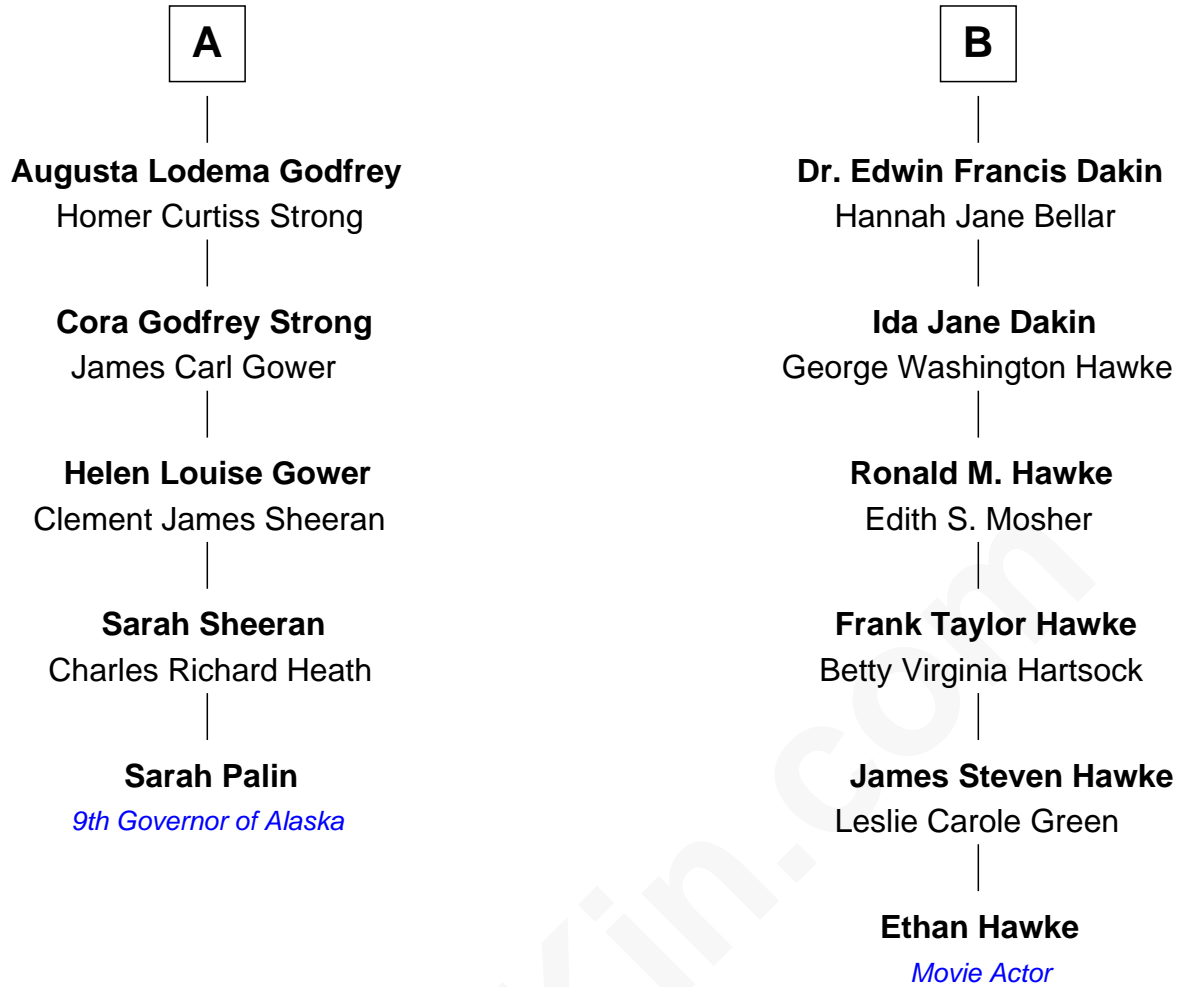 A
Augusta Lodema Godfrey
Homer Curtiss Strong
Cora Godfrey Strong
James Carl Gower
Helen Louise Gower
Clement James Sheeran
Sarah Sheeran
Charles Richard Heath
Sarah Palin
9th Governor of Alaska
B
Dr. Edwin Francis Dakin
Hannah Jane Bellar
Ida Jane Dakin
George Washington Hawke
Ronald M. Hawke
Edith S. Mosher
Frank Taylor Hawke
Betty Virginia Hartsock
James Steven Hawke
Leslie Carole Green
Ethan Hawke
Movie Actor
Kin.com